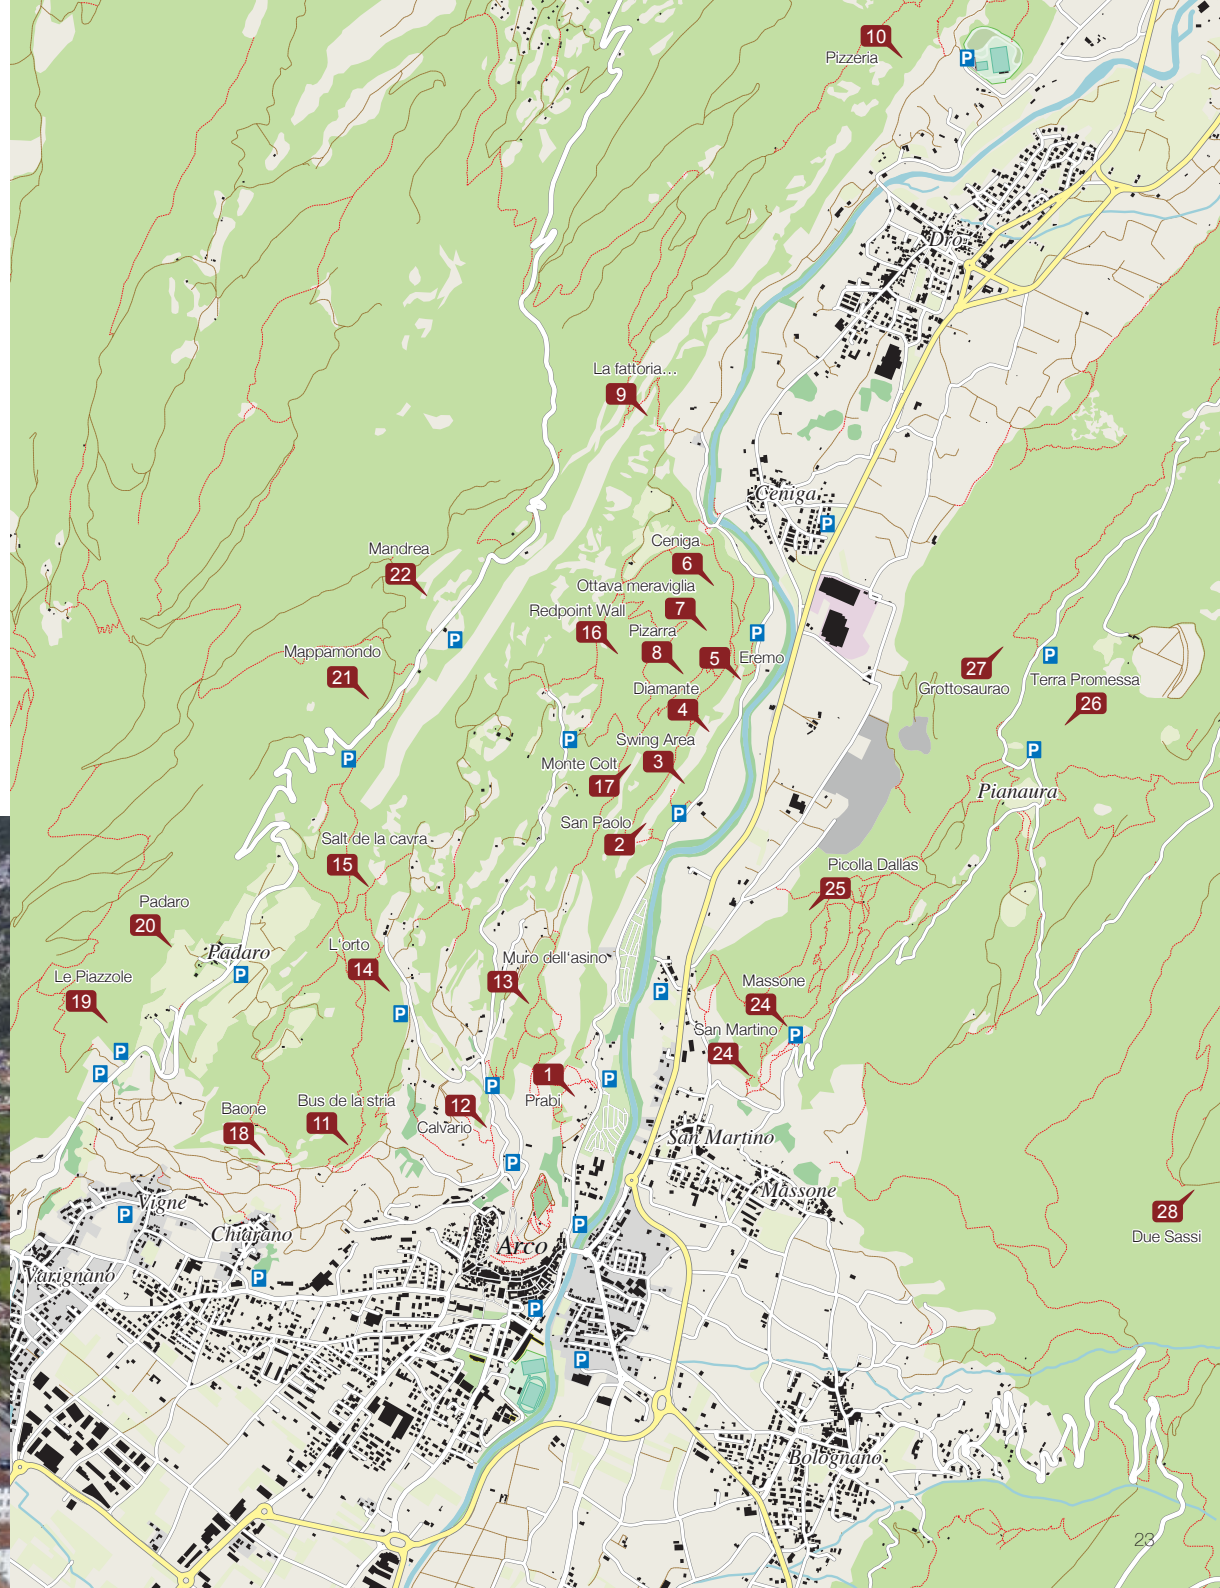 10
Pizzeria
P
Dro
La fattoria...
9
Ceniga
P
Mandrea
22
P
Ceniga
6
Ottava meraviglia
7
Redpoint Wall
16
Pizarra
8
5
Eremo
P
Mappamondo
21
P
Diamante
4
27
Grottosaurao
P
Terra Promessa
26
Swing Area
3
P
Monte Colt
17
P
Pianaura
San Paolo
2
P
Salt de la cavra
15
Picolla Dallas
25
Padaro
20
Padaro
P
L'orto
14
P
Muro dell'asino
13
Le Piazzole
19
P
P
Massone
24
P
San Martino
24
P
1
Prabi
P
P
12
Calvario
Baone
18
Bus de la stria
11
P
San Martino
Massone
Vigne
P
Chiarano
P
Varignano
Arco
P
P
P
28
Due Sassi
Bolognano
23